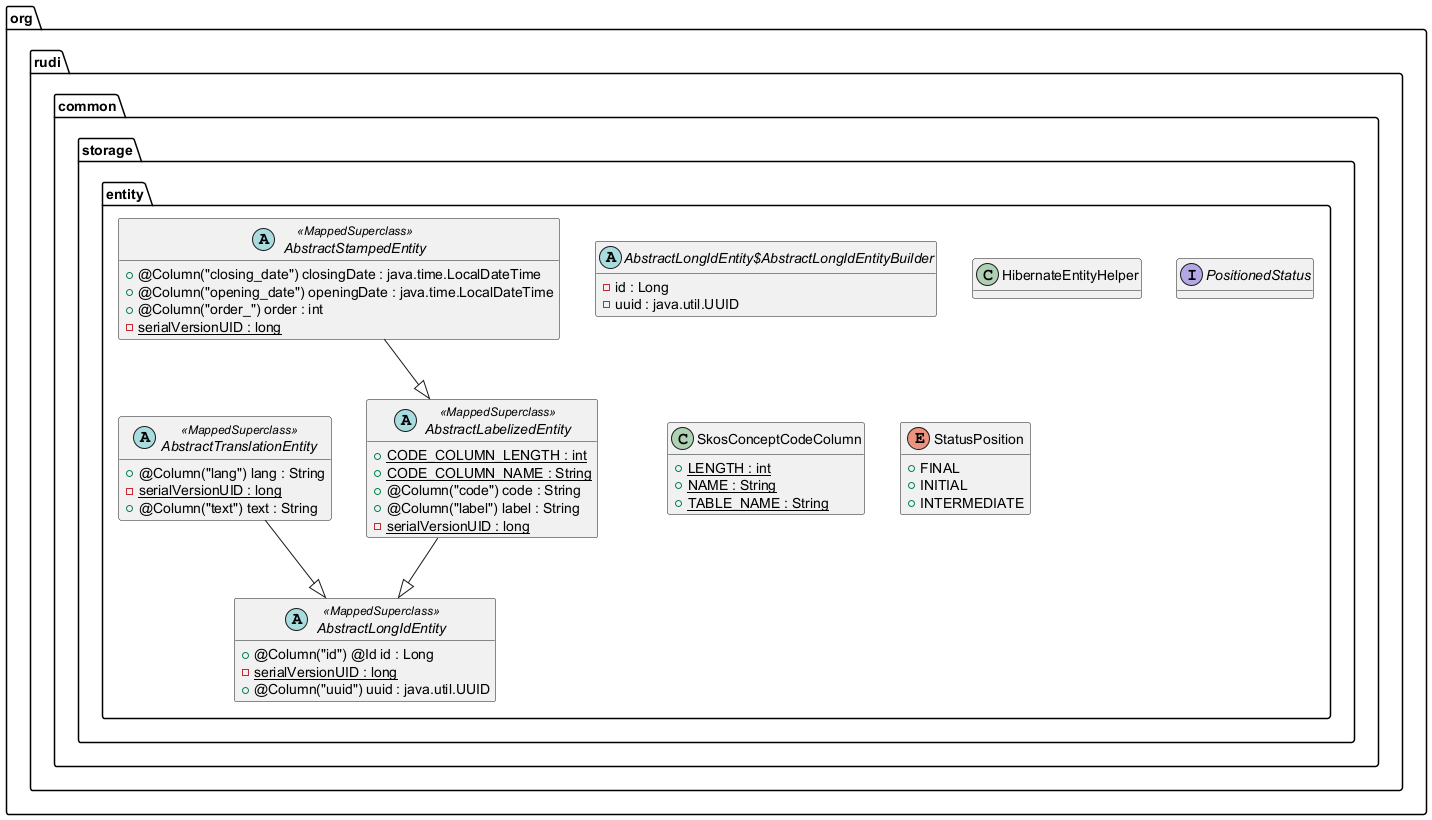 org
rudi
common
storage
entity
A
«MappedSuperclass»
AbstractStampedEntity
@Column("closing_date") closingDate : java.time.LocalDateTime
@Column("opening_date") openingDate : java.time.LocalDateTime
@Column("order_") order : int
serialVersionUID : long
A AbstractLongIdEntity$AbstractLongIdEntityBuilder
id : Long
uuid : java.util.UUID
C HibernateEntityHelper
I PositionedStatus
A
«MappedSuperclass»
AbstractTranslationEntity
@Column("lang") lang : String
serialVersionUID : long
@Column("text") text : String
A
«MappedSuperclass»
AbstractLabelizedEntity
CODE_COLUMN_LENGTH : int
CODE_COLUMN_NAME : String
@Column("code") code : String
@Column("label") label : String
serialVersionUID : long
C SkosConceptCodeColumn
LENGTH : int
NAME : String
TABLE_NAME : String
E StatusPosition
FINAL
INITIAL
INTERMEDIATE
A
«MappedSuperclass»
AbstractLongIdEntity
@Column("id") @Id id : Long
serialVersionUID : long
@Column("uuid") uuid : java.util.UUID